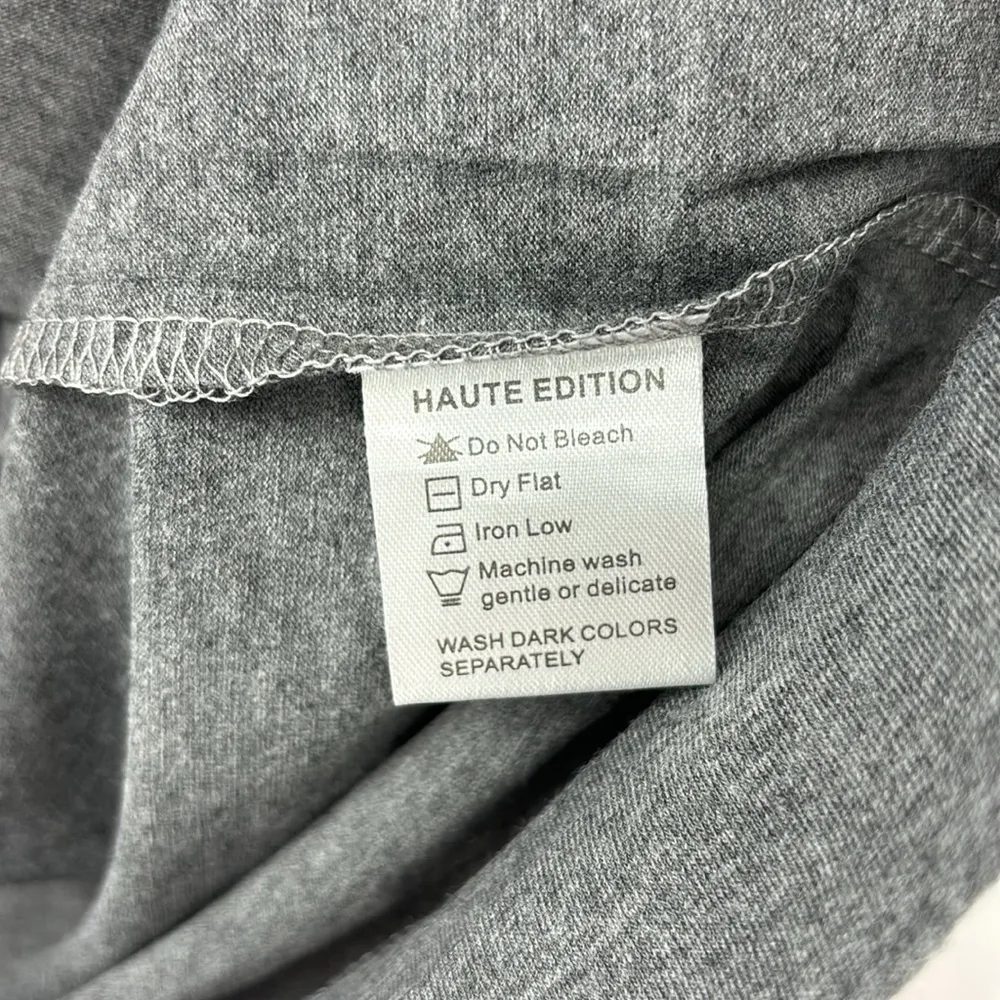 HAUTE EDITION
Do Not Bleach
Dry Flat
Iron Low
Machine wash
gentle or delicate
WASH DARK COLORS
SEPARATELY